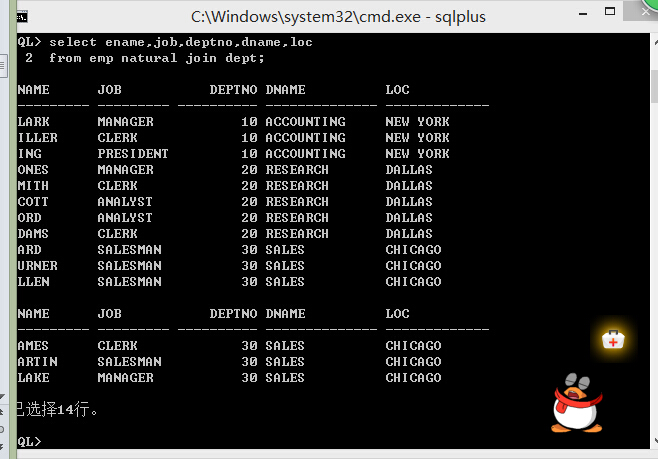 C:\Windows\system32\cmd.exe - sqlplus
QL> select ename,job,deptno,dname,loc
2 from emp natural join dept;
NAME JOB DEPTNO DNAME LOC
--------- --------- ---------- -------------- -------------
LARK MANAGER 10 ACCOUNTING NEW YORK
ILLER CLERK 10 ACCOUNTING NEW YORK
ING PRESIDENT 10 ACCOUNTING NEW YORK
ONES MANAGER 20 RESEARCH DALLAS
MITH CLERK 20 RESEARCH DALLAS
COTT ANALYST 20 RESEARCH DALLAS
ORD ANALYST 20 RESEARCH DALLAS
DAMS CLERK 20 RESEARCH DALLAS
ARD SALESMAN 30 SALES CHICAGO
URNER SALESMAN 30 SALES CHICAGO
LLEN SALESMAN 30 SALES CHICAGO
NAME JOB DEPTNO DNAME LOC
--------- --------- ---------- -------------- -------------
AMES CLERK 30 SALES CHICAGO
ARTIN SALESMAN 30 SALES CHICAGO
LAKE MANAGER 30 SALES CHICAGO
已选择14行。
QL>